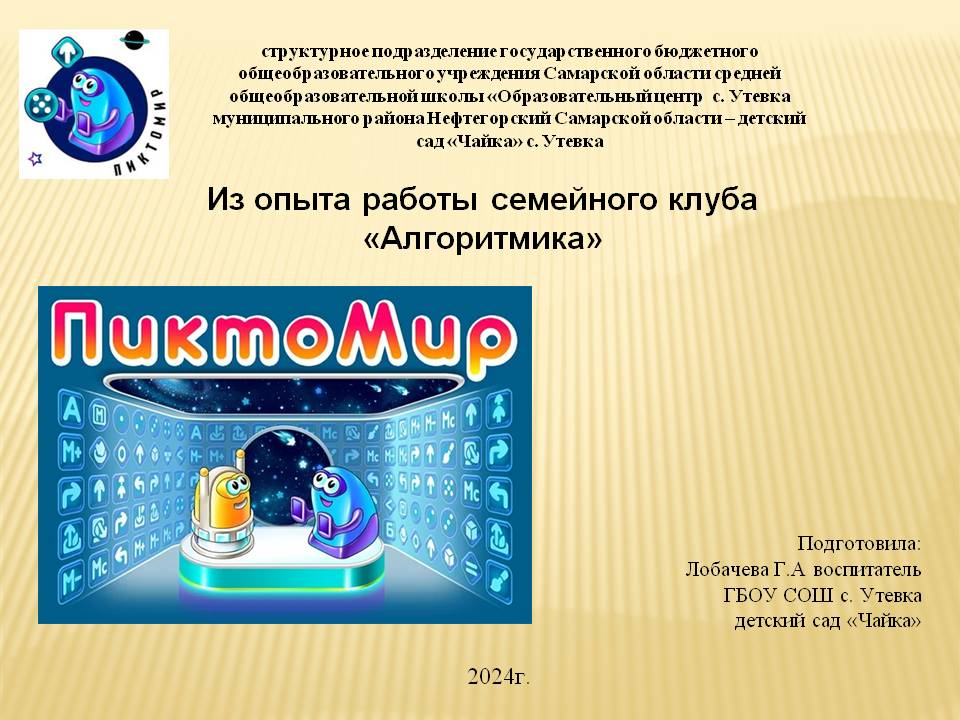 ПИКТОМИР
структурное подразделение государственного бюджетного
общеобразовательного учреждения Самарской области средней
общеобразовательной школы «Образовательный центр с. Утевка
муниципального района Нефтегорский Самарской области – детский
сад «Чайка» с. Утевка
Из опыта работы семейного клуба
«Алгоритмика»
ПиктоМир
Подготовила:
Лобачева Г.А воспитатель
ГБОУ СОШ с. Утевка
детский сад «Чайка»
2024г.